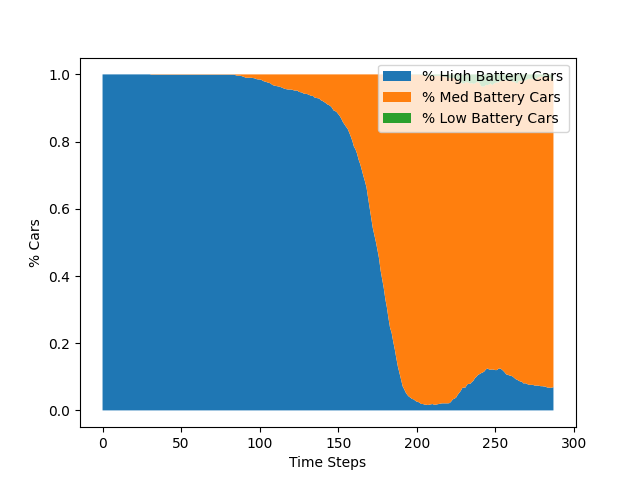 % High Battery Cars
% Med Battery Cars
% Low Battery Cars
1.0
0.8
0.6
0.4
0.2
0.0
% Cars
0
50
100
150
200
250
300
Time Steps